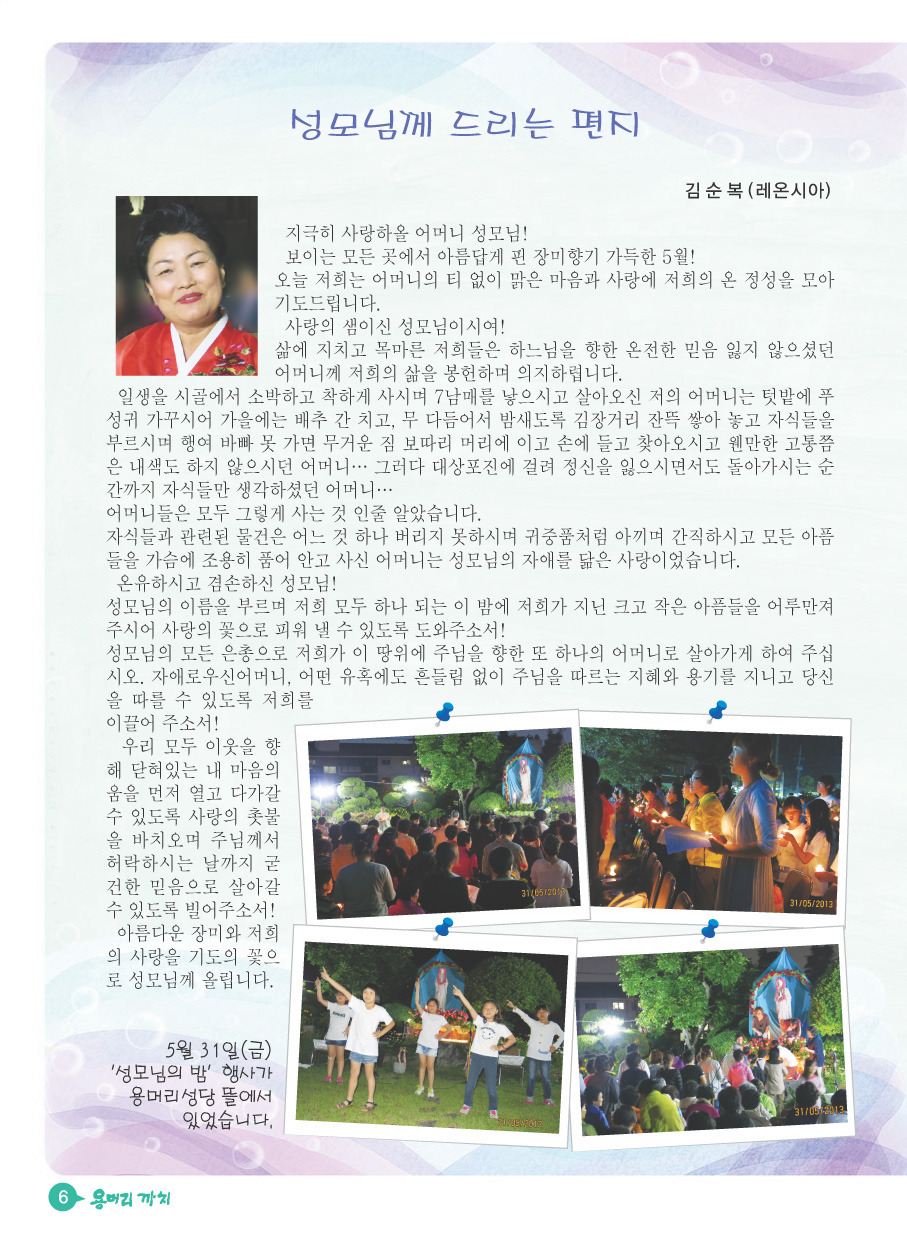 성모님께 드리는 편지
김 순 복 (레온시아)
지극히 사랑하올 어머니 성모님!
보이는 모든 곳에서 아름답게 핀 장미향기 가득한 5월!
오늘 저희는 어머니의 티 없이 맑은 마음과 사랑에 저희의 온 정성을 모아
기도드립니다.
사랑의 샘이신 성모님이시여!
삶에 지치고 목마른 저희들은 하느님을 향한 온전한 믿음 잃지 않으셨던
어머니께 저희의 삶을 봉헌하며 의지하렵니다.
일생을 시골에서 소박하고 착하게 사시며 7남매를 낳으시고 살아오신 저의 어머니는 텃밭에 푸
성귀 가꾸시어 가을에는 배추 간 치고, 무 다듬어서 밤새도록 김장거리 잔뜩 쌓아 놓고 자식들을
부르시며 행여 바빠 못 가면 무거운 짐 보따리 머리에 이고 손에 들고 찾아오시고 웬만한 고통쯤
은 내색도 하지 않으시던 어머니… 그러다 대상포진에 걸려 정신을 잃으시면서도 돌아가시는 순
간까지 자식들만 생각하셨던 어머니…
어머니들은 모두 그렇게 사는 것 인줄 알았습니다.
자식들과 관련된 물건은 어느 것 하나 버리지 못하시며 귀중품처럼 아끼며 간직하시고 모든 아픔
들을 가슴에 조용히 품어 안고 사신 어머니는 성모님의 자애를 닮은 사랑이었습니다.
온유하시고 겸손하신 성모님!
성모님의 이름을 부르며 저희 모두 하나 되는 이 밤에 저희가 지닌 크고 작은 아픔들을 어루만져
주시어 사랑의 꽃으로 피워 낼 수 있도록 도와주소서!
성모님의 모든 은총으로 저희가 이 땅위에 주님을 향한 또 하나의 어머니로 살아가게 하여 주십
시오. 자애로우신어머니, 어떤 유혹에도 흔들림 없이 주님을 따르는 지혜와 용기를 지니고 당신
을 따를 수 있도록 저희를
이끌어 주소서!
우리 모두 이웃을 향
해 닫혀있는 내 마음의
움을 먼저 열고 다가갈
수 있도록 사랑의 촛불
을 바치오며 주님께서
허락하시는 날까지 굳
건한 믿음으로 살아갈
수 있도록 빌어주소서!
아름다운 장미와 저희
의 사랑을 기도의 꽃으
로 성모님께 올립니다.
31/05/2013
31/05/2013
31/05/2013
31/05/2013
5월 31일(금)
'성모님의 밤' 행사가
용머리성당 뜰에서
있었습니다.
6 용머리 까치